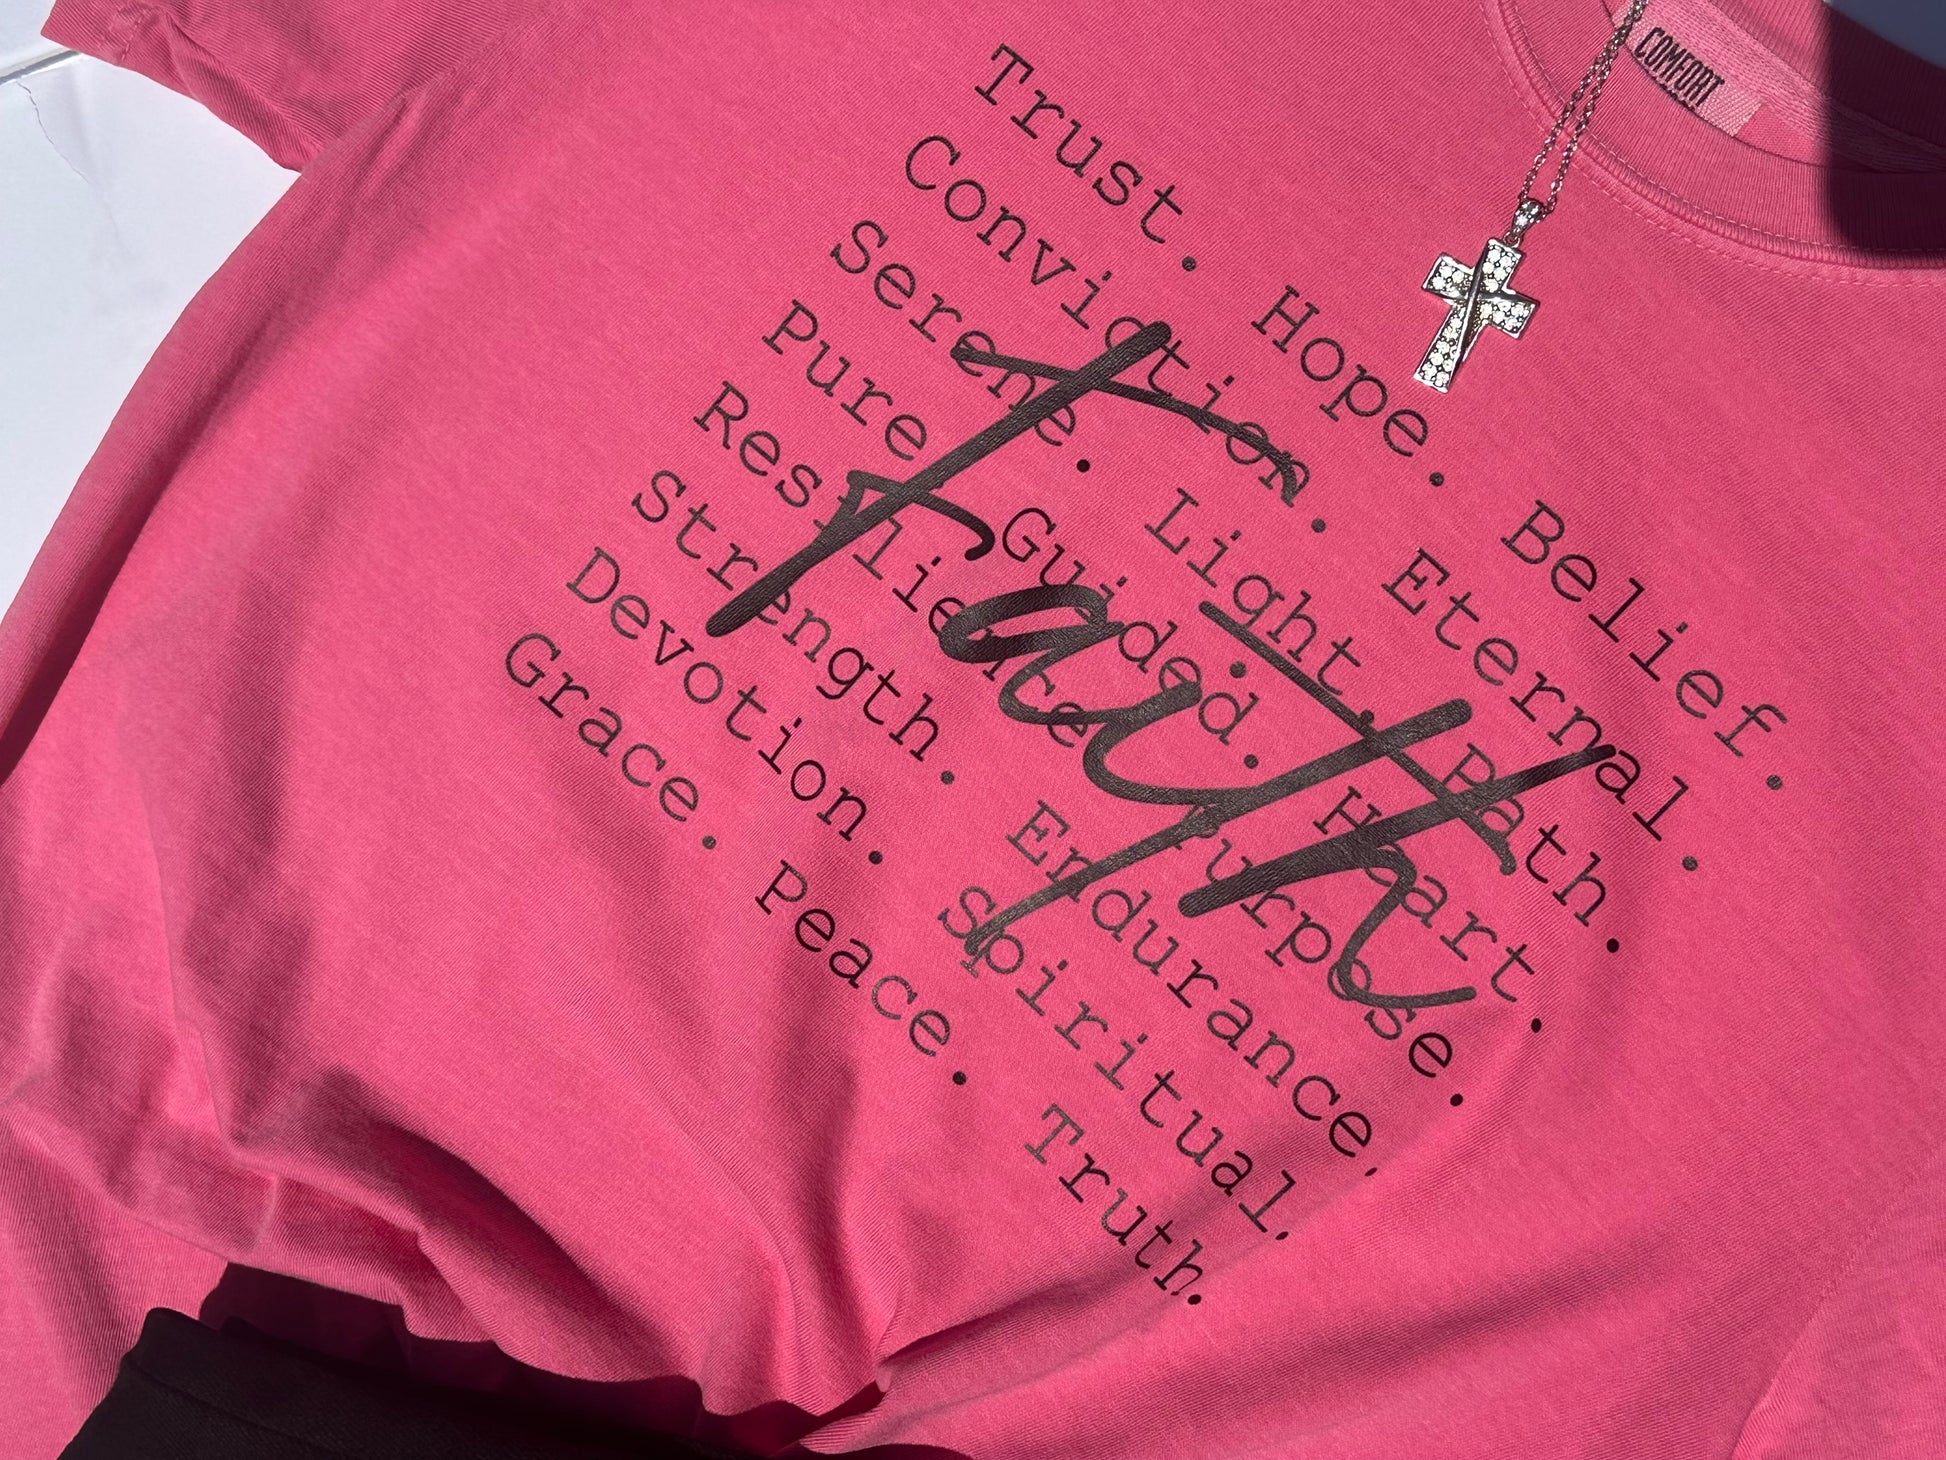 COMFORT
Trust. Hope. Belief.
Conviction. Eternal.
Serene. Light. Path.
Pure Guided. Heart.
Resilience Purpose.
Strength. Endurance,
Devotion. Spiritual,
Grace. Peace. Truth.
Faith